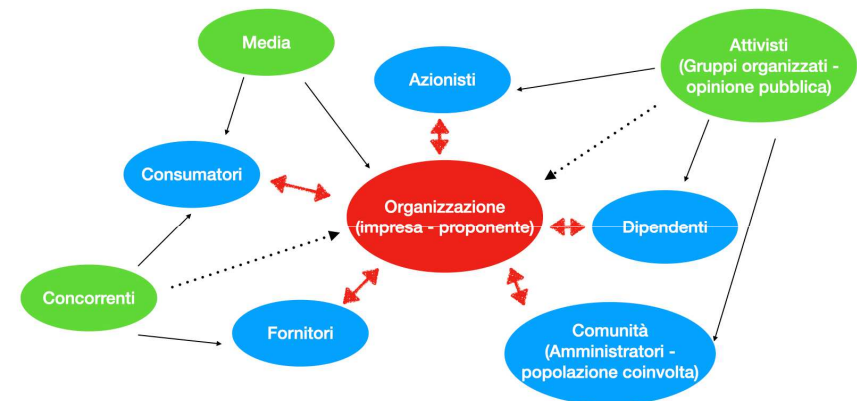 Media
Attivisti
(Gruppi organizzati -
opinione pubblica)
Azionisti
Consumatori
Organizzazione
(impresa - proponente)
Dipendenti
Concorrenti
Fornitori
Comunità
(Amministratori -
popolazione coinvolta)